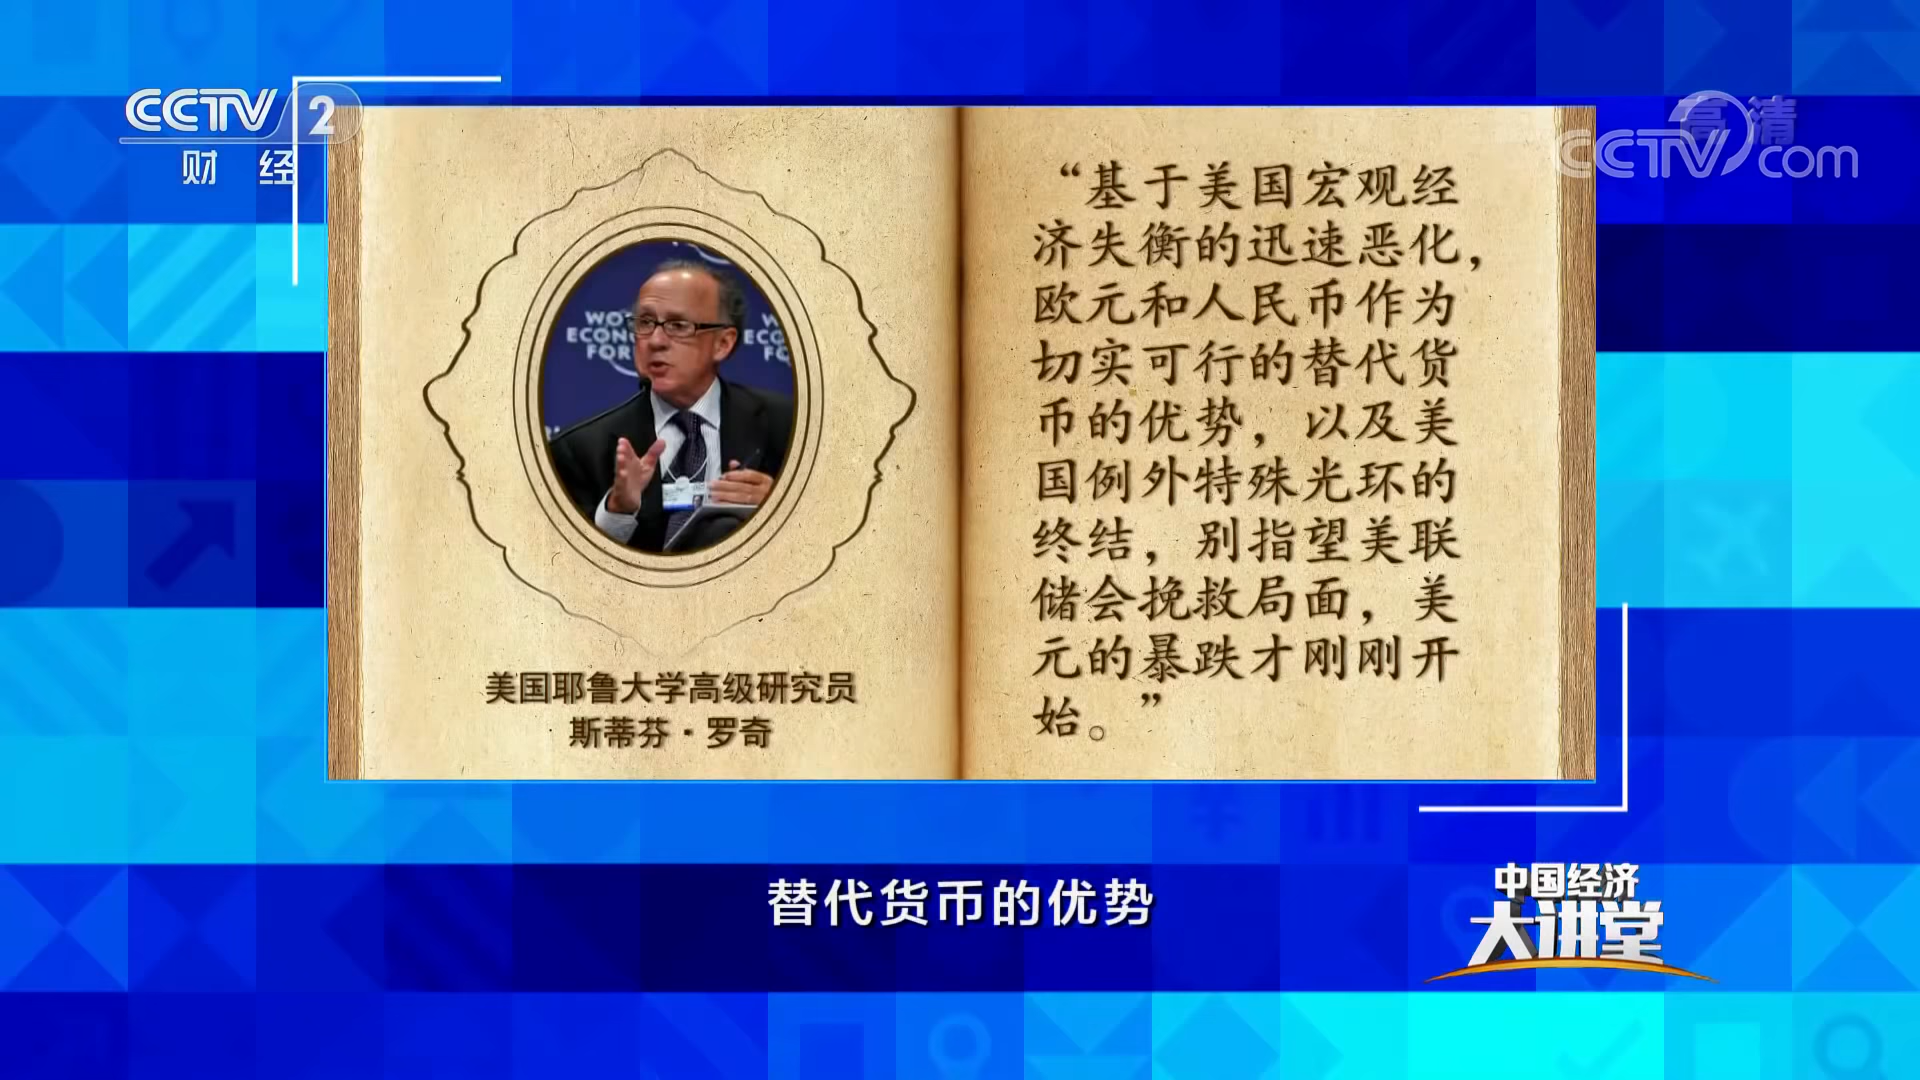 CCTV 2
财 经
高清
CCTV.com
WORLD
ECONOMIC
FORUM
“基于美国宏观经
济失衡的迅速恶化，
欧元和人民币作为
切实可行的替代货
币的优势，以及美
国例外特殊光环的
终结，别指望美联
储会挽救局面，美
元的暴跌才刚刚开
始。”
美国耶鲁大学高级研究员
斯蒂芬·罗奇
替代货币的优势
中国经济
大讲堂